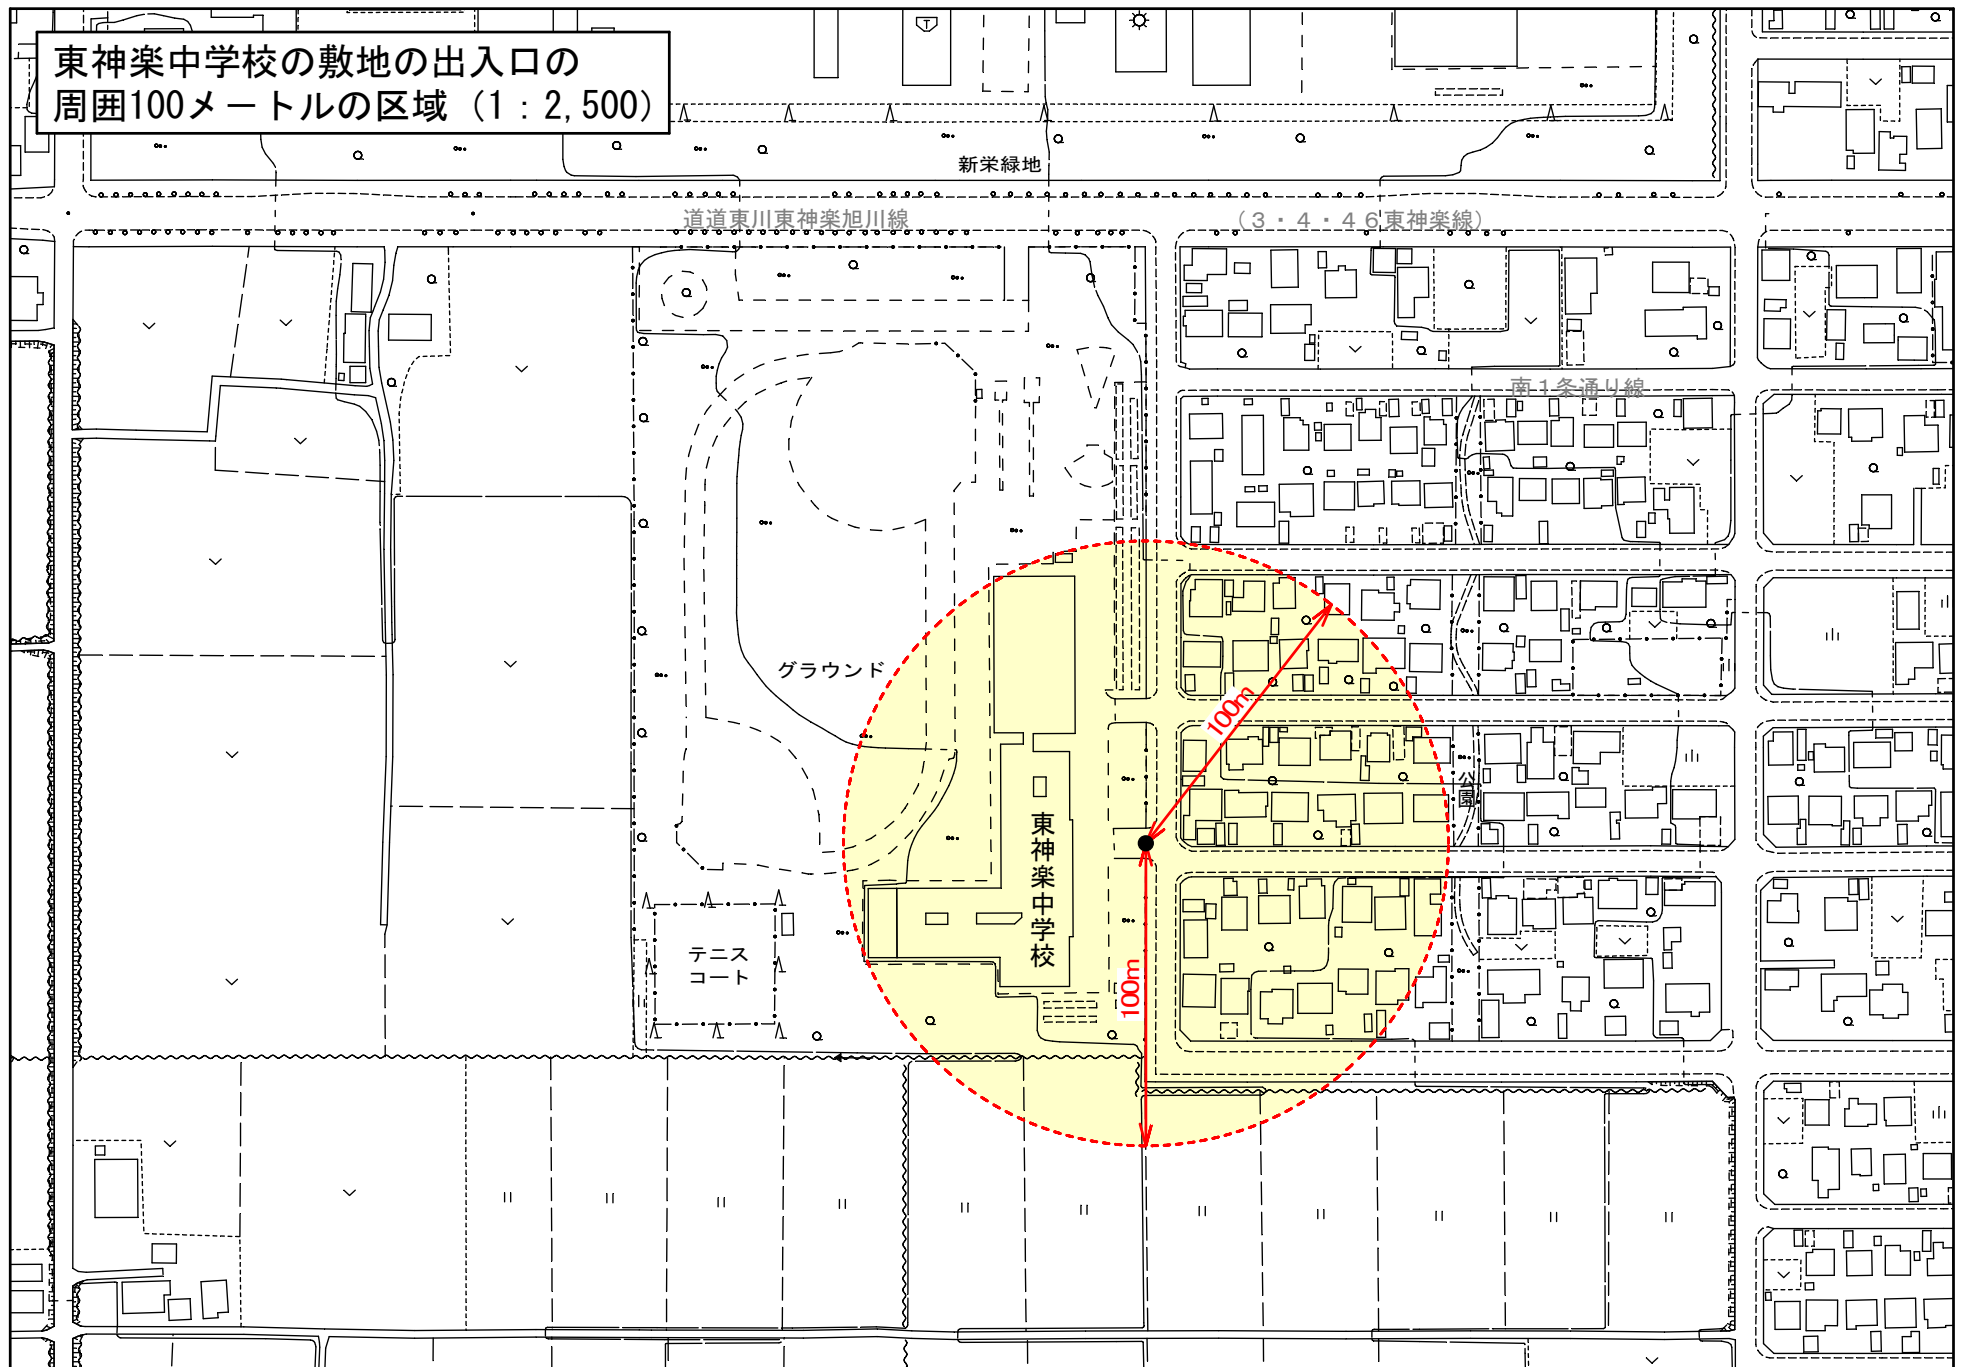 東神楽中学校の敷地の出入口の
周囲100メートルの区域（1：2,500）
新栄緑地
道道東川東神楽旭川線
（3・4・46東神楽線）
南1条通り線
グラウンド
100m
公園
東神楽中学校
テニス
コート
100m